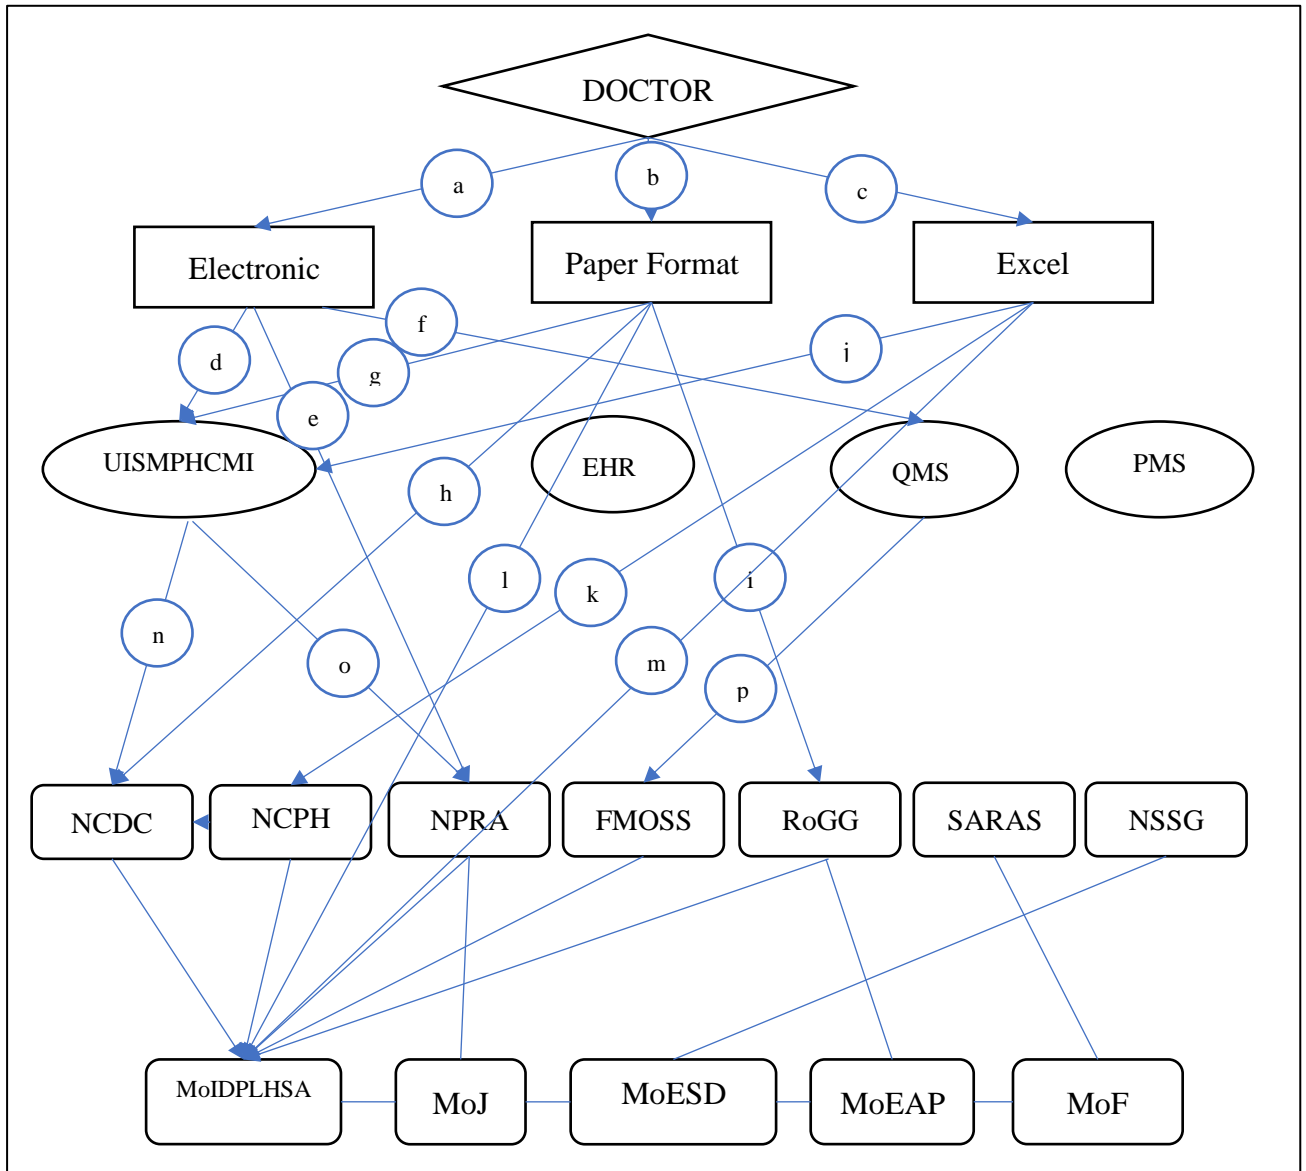 DOCTOR
a
b
c
Electronic
Paper Format
Excel
f
d
j
g
e
UISMPHCMI
EHR
QMS
PMS
h
l
k
i
n
o
m
p
NCDC
NCPH
NPRA
FMOSS
RoGG
SARAS
NSSG
MoIDPLHSA
MoJ
MoESD
MoEAP
MoF